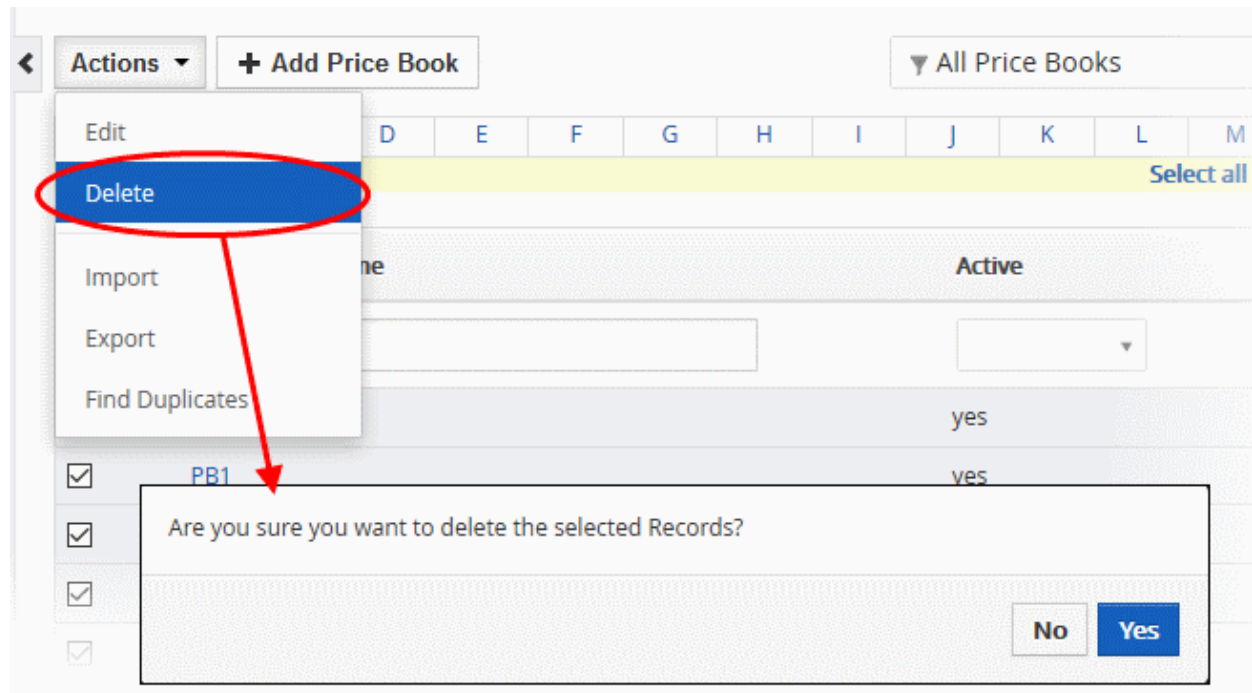 Actions + Add Price Book All Price Books
Edit D E F G H I J K L M
Delete Select all
Import ne Active
Export
Find Duplicates
yes
PB1 yes
Are you sure you want to delete the selected Records?
No Yes